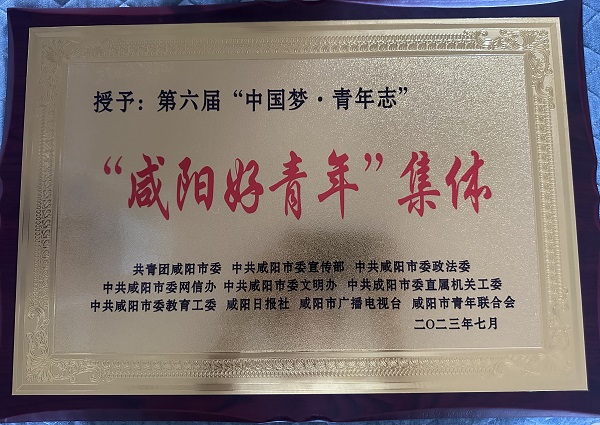 授予：第六届“中国梦·青年志”
“咸阳好青年”集体
共青团咸阳市委 中共咸阳市委宣传部 中共咸阳市委政法委
中共咸阳市委网信办 中共咸阳市委文明办 中共咸阳市委直属机关工委
中共咸阳市委教育工委 咸阳日报社 咸阳市广播电视台 咸阳市青年联合会
二〇二三年七月